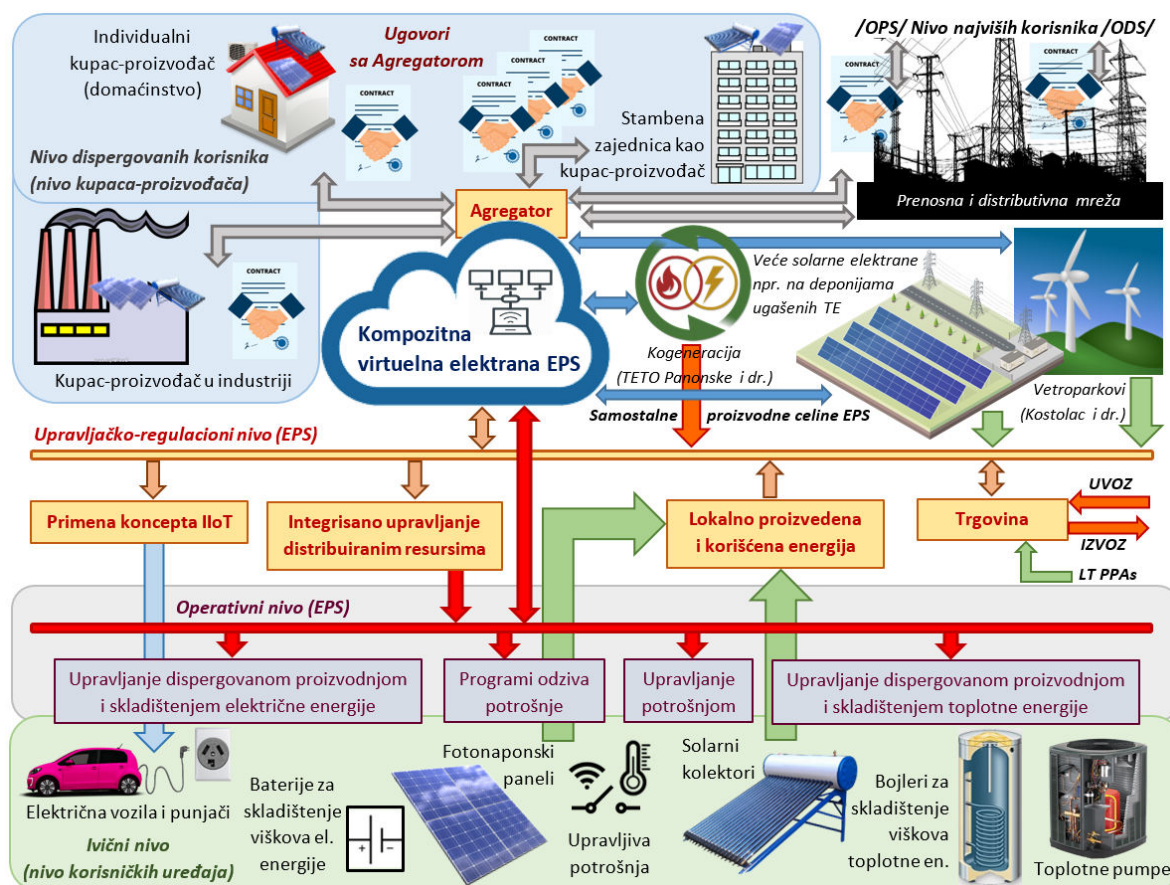 Individualni
kupac-proizvođač
(domaćinstvo)
Ugovori
sa Agregatorom
CONTRACT
CONTRACT
CONTRACT
CONTRACT
Stambena
zajednica kao
kupac-proizvođač
/OPS/ Nivo najviših korisnika /ODS/
CONTRACT
CONTRACT
Prenosna i distributivna mreža
Nivo dispergovanih korisnika
(nivo kupaca-proizvođača)
Agregator
CONTRACT
Kupac-proizvođač u industriji
Kompozitna
virtuelna elektrana EPS
Veće solarne elektrane
npr. na deponijama
ugašenih TE
Kogeneracija
(TETO Panonske i dr.)
Samostalne proizvodne celine EPS
Vetroparkovi
(Kostolac i dr.)
Upravljačko-regulacioni nivo (EPS)
Primena koncepta IIoT
Integrisano upravljanje
distribuiranim resursima
Lokalno proizvedena
i korišćena energija
Trgovina
UVOZ
IZVOZ
LT PPAs
Operativni nivo (EPS)
Upravljanje dispergovanom proizvodnjom
i skladištenjem električne energije
Programi odziva
potrošnje
Upravljanje
potrošnjom
Upravljanje dispergovanom proizvodnjom
i skladištenjem toplotne energije
Električna vozila i punjači
Ivični nivo
(nivo korisničkih uređaja)
Baterije za
skladištenje
viškova el.
energije
+ -
Fotonaponski
paneli
Upravljiva
potrošnja
Solarni
kolektori
Bojleri za
skladištenje
viškova
toplotne en.
Toplotne pumpe